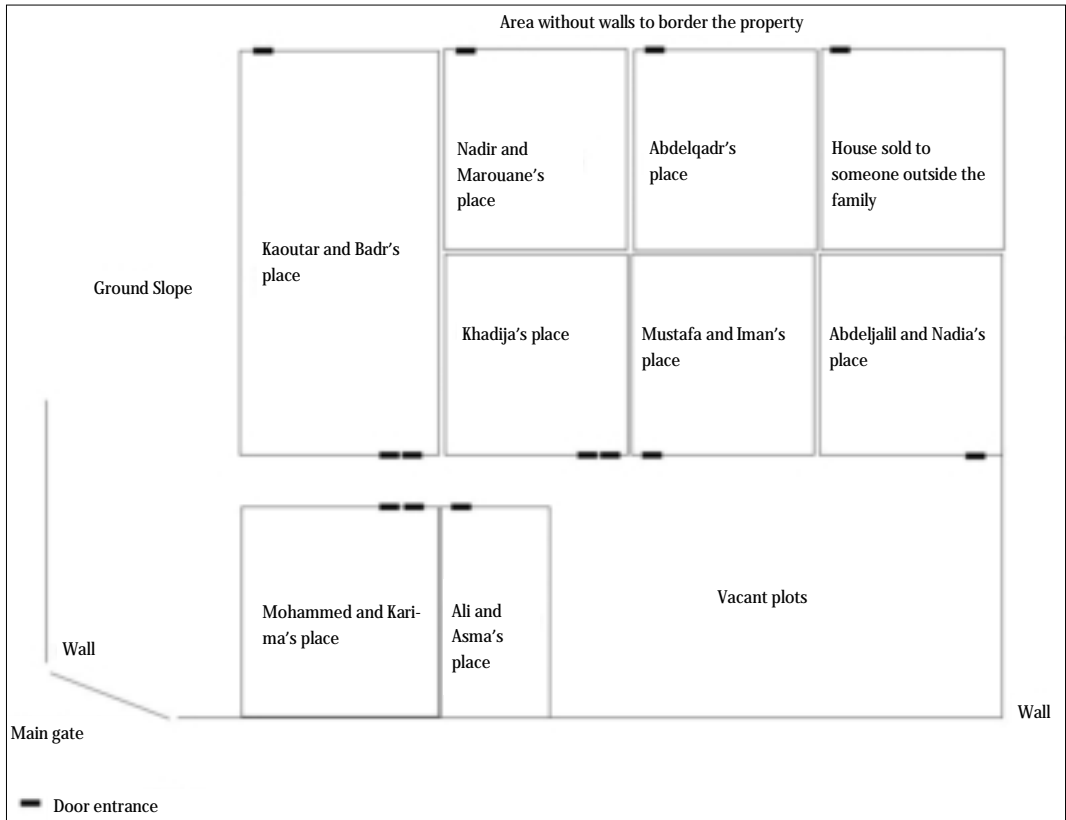 Area without walls to border the property
Nadir and
Marouane's
place
Abdelqadr's
place
House sold to
someone outside the
family
Kaoutar and Badr's
place
Ground Slope
Khadija's place
Mustafa and Iman's
place
Abdeljalil and Nadia's
place
Mohammed and Kari-
ma's place
Ali and
Asma's
place
Vacant plots
Wall
Wall
Main gate
Door entrance